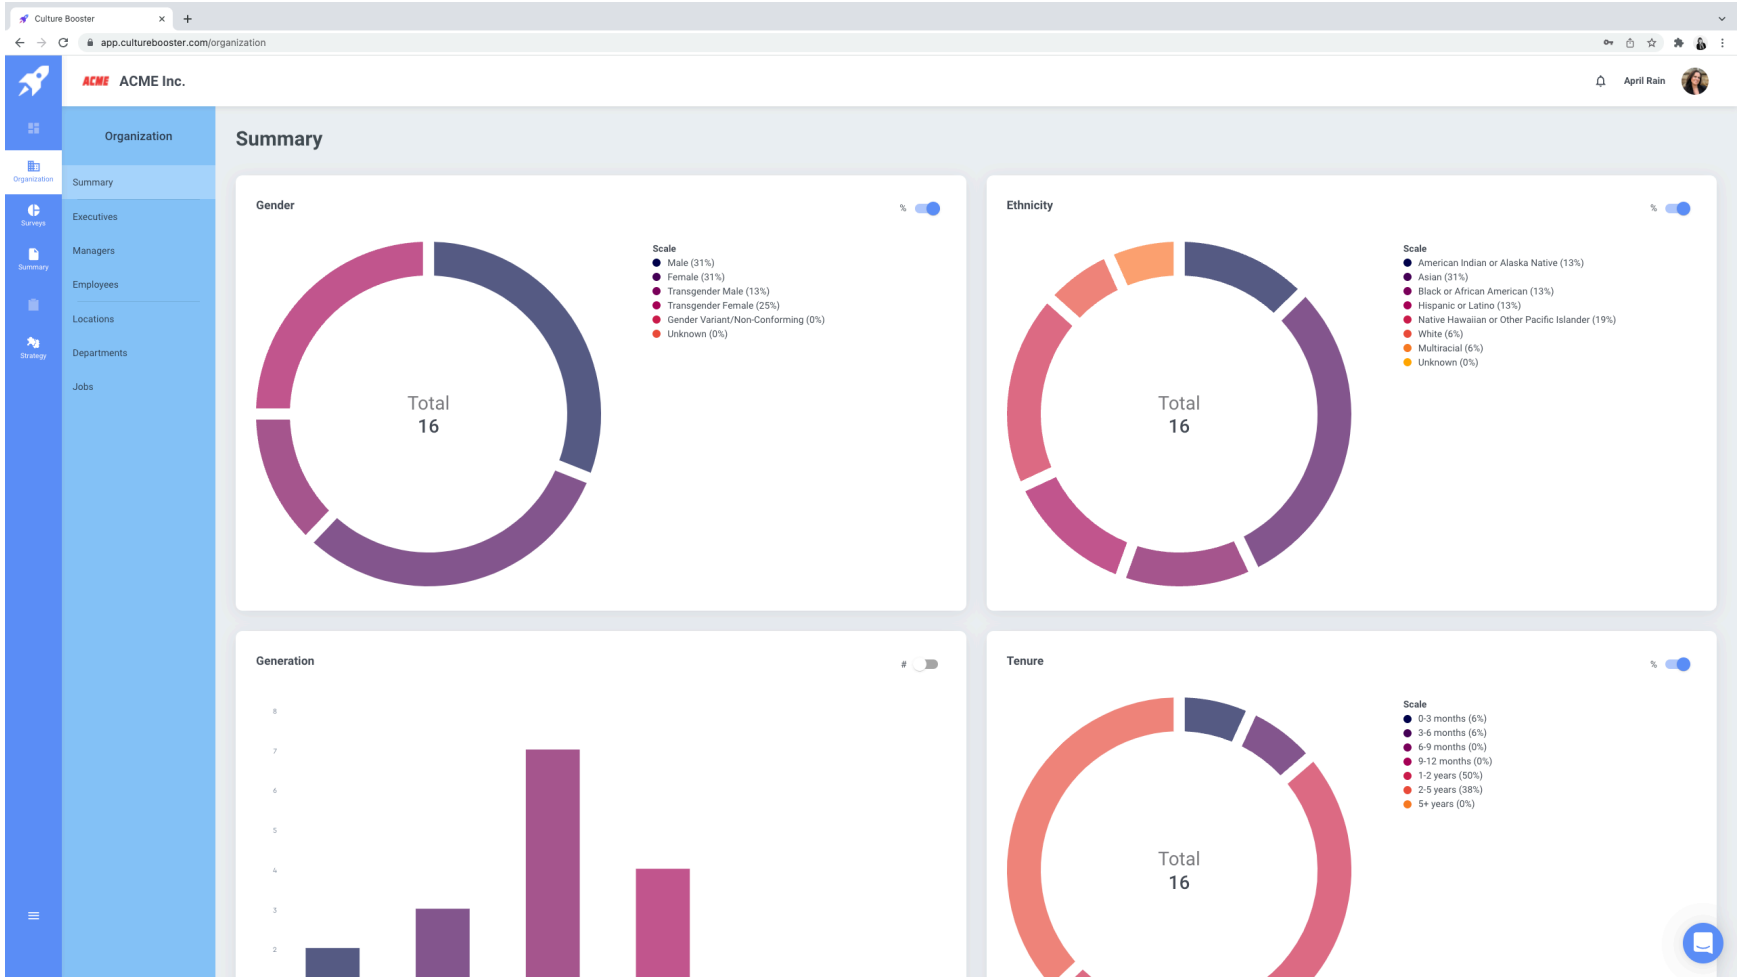 Culture Booster
app.culturebooster.com/organization
ACME ACME Inc.
April Rain
Organization
Surveys
Summary
Strategy
Organization
Summary
Executives
Managers
Employees
Locations
Departments
Jobs
Summary
Gender
%
Total
16
Scale
Male (31%)
Female (31%)
Transgender Male (13%)
Transgender Female (25%)
Gender Variant/Non-Conforming (0%)
Unknown (0%)
Ethnicity
%
Total
16
Scale
American Indian or Alaska Native (13%)
Asian (31%)
Black or African American (13%)
Hispanic or Latino (13%)
Native Hawaiian or Other Pacific Islander (19%)
White (6%)
Multiracial (6%)
Unknown (0%)
Generation
#
8
7
6
5
4
3
2
Tenure
%
Total
16
Scale
0-3 months (6%)
3-6 months (6%)
6-9 months (0%)
9-12 months (0%)
1-2 years (50%)
2-5 years (38%)
5+ years (0%)